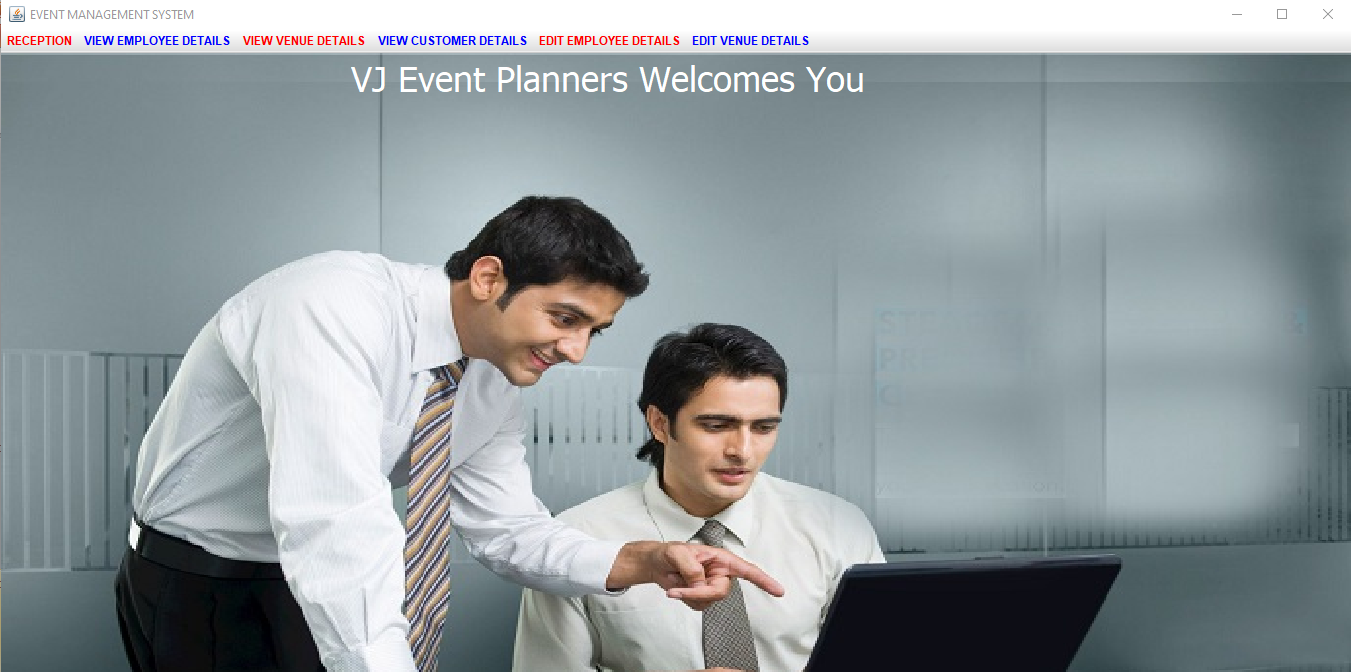 EVENT MANAGEMENT SYSTEM
RECEPTION VIEW EMPLOYEE DETAILS VIEW VENUE DETAILS VIEW CUSTOMER DETAILS EDIT EMPLOYEE DETAILS EDIT VENUE DETAILS
VJ Event Planners Welcomes You